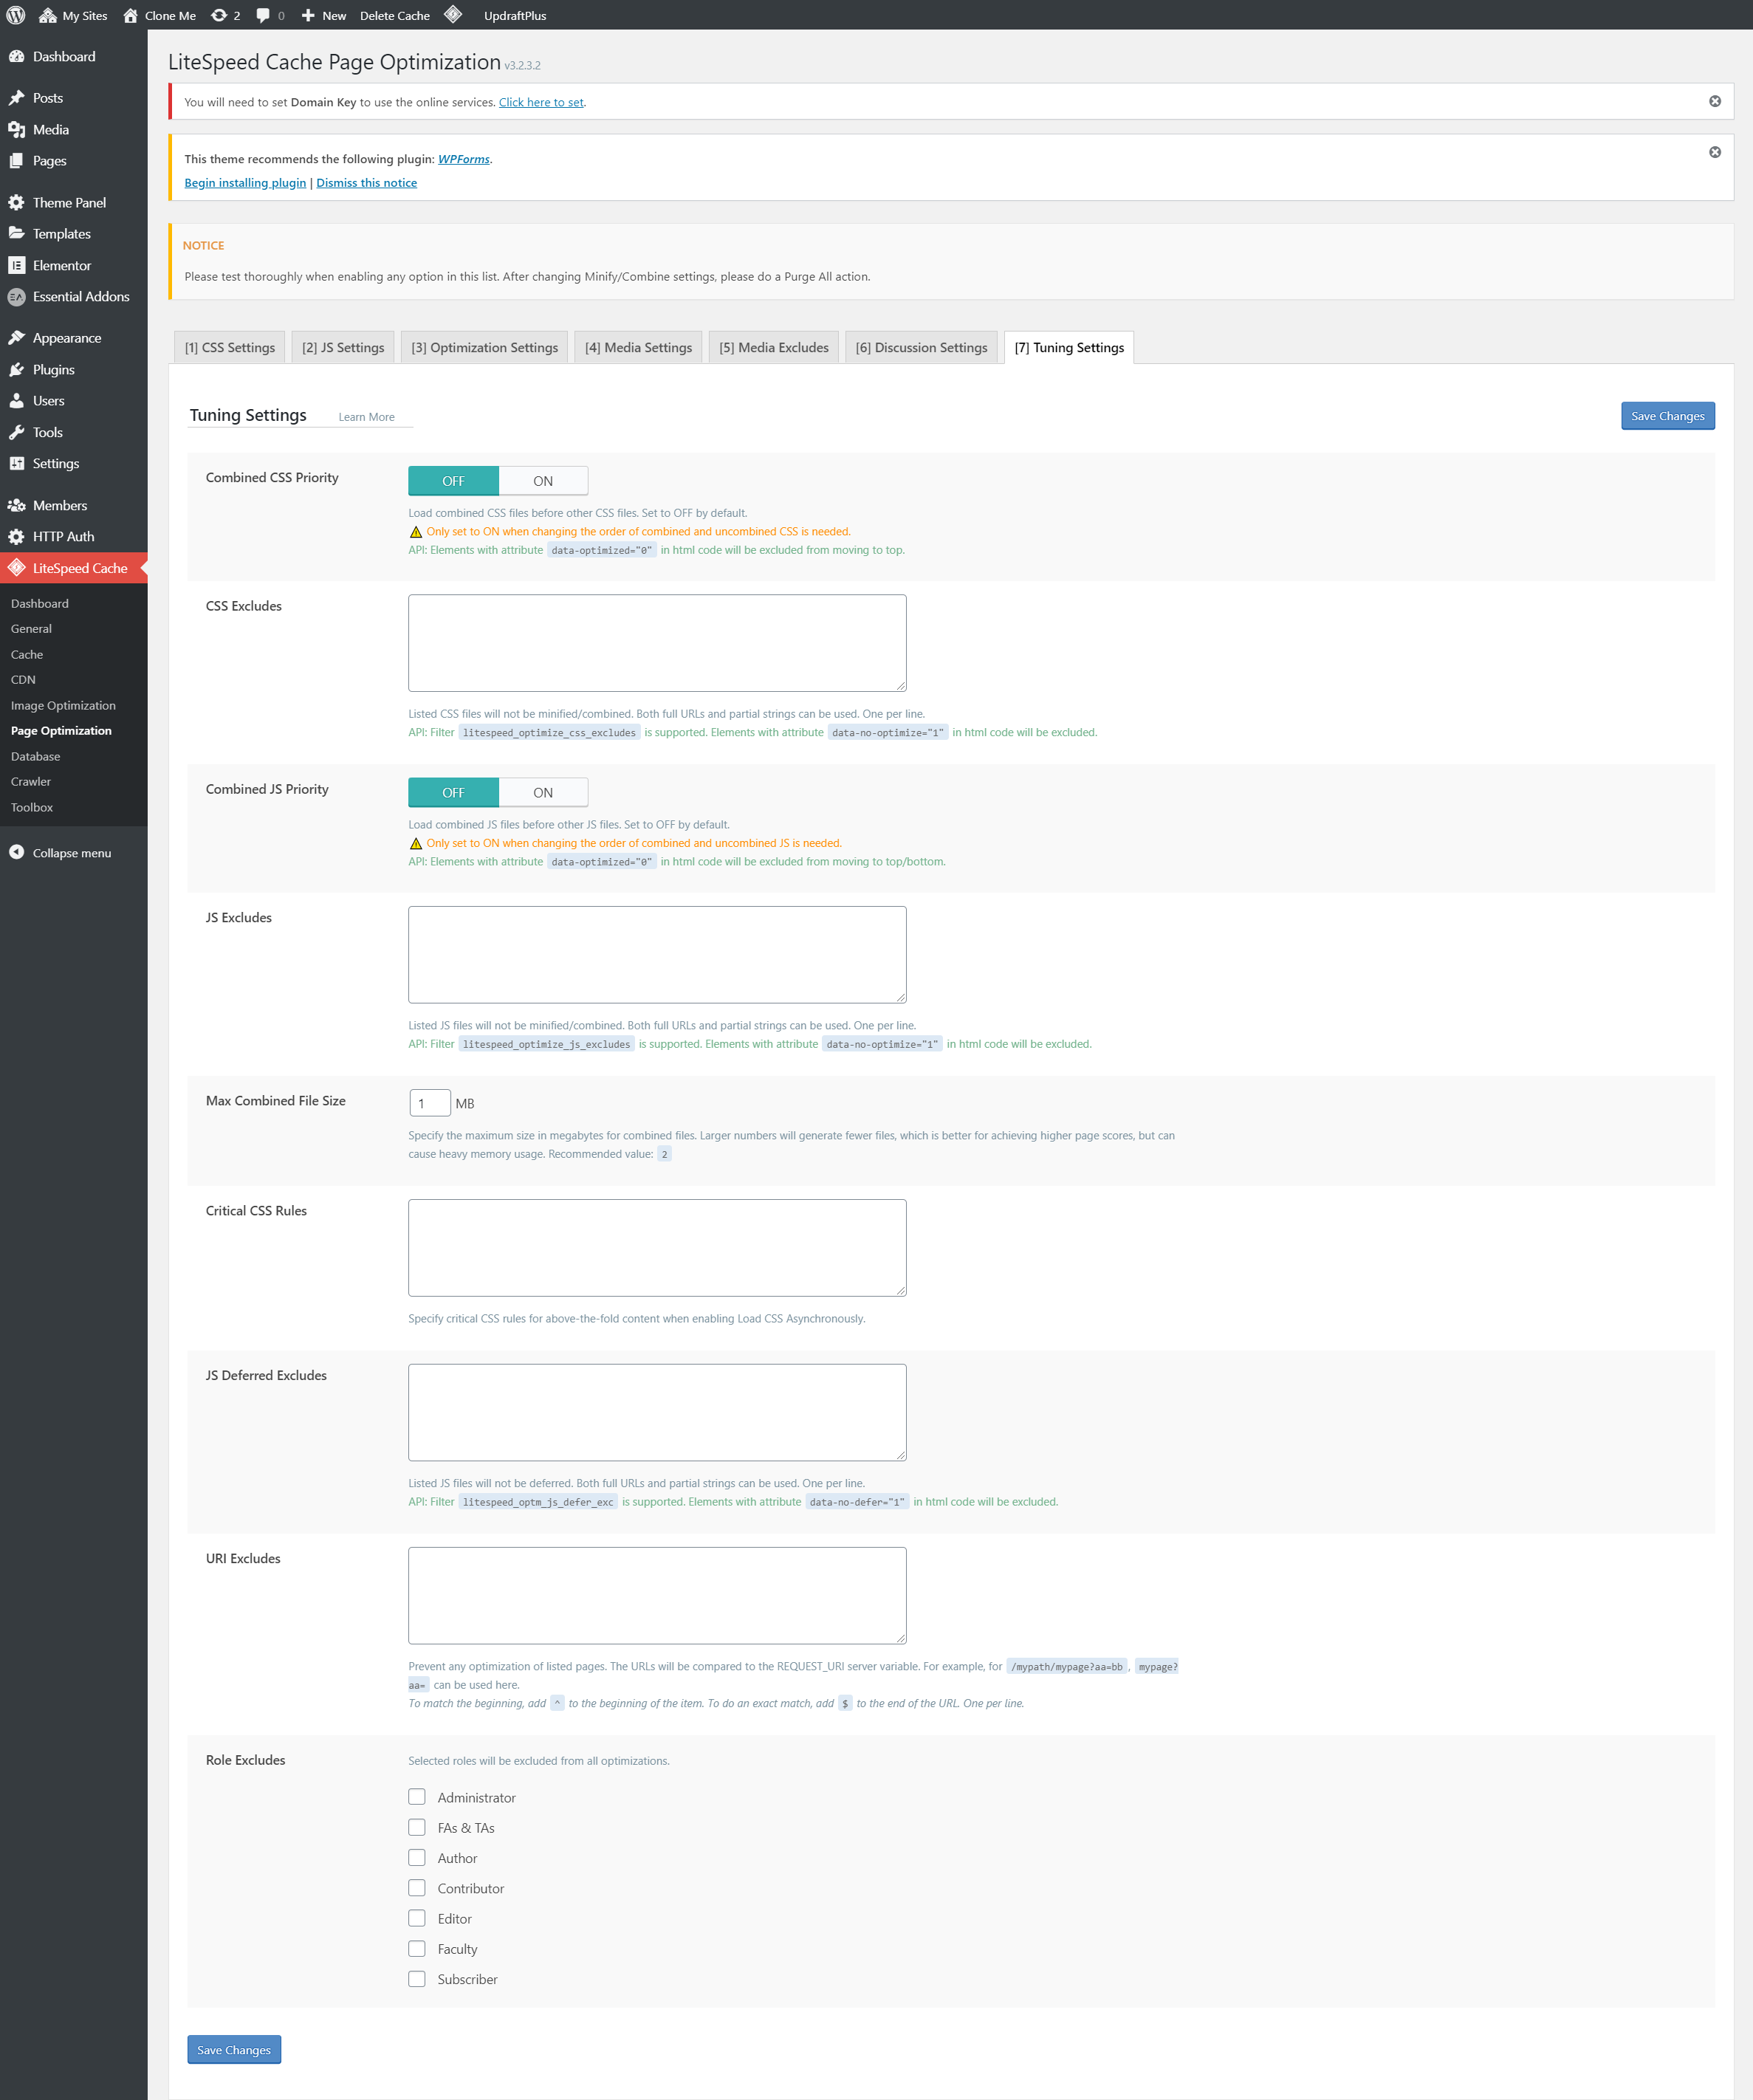 My Sites Clone Me 2 0 New Delete Cache UpdraftPlus
Dashboard
Posts
Media
Pages
Theme Panel
Templates
Elementor
Essential Addons
Appearance
Plugins
Users
Tools
Settings
Members
HTTP Auth
LiteSpeed Cache
Dashboard
General
Cache
CDN
Image Optimization
Page Optimization
Database
Crawler
Toolbox
Collapse menu
LiteSpeed Cache Page Optimization v3.2.3.2
You will need to set Domain Key to use the online services. Click here to set.
This theme recommends the following plugin: WPForms.
Begin installing plugin | Dismiss this notice
NOTICE
Please test thoroughly when enabling any option in this list. After changing Minify/Combine settings, please do a Purge All action.
[1] CSS Settings [2] JS Settings [3] Optimization Settings [4] Media Settings [5] Media Excludes [6] Discussion Settings [7] Tuning Settings
Tuning Settings Learn More Save Changes
Combined CSS Priority OFF ON
Load combined CSS files before other CSS files. Set to OFF by default.
Only set to ON when changing the order of combined and uncombined CSS is needed.
API: Elements with attribute data-optimized="0" in html code will be excluded from moving to top.
CSS Excludes
Listed CSS files will not be minified/combined. Both full URLs and partial strings can be used. One per line.
API: Filter litespeed_optimize_css_excludes is supported. Elements with attribute data-no-optimize="1" in html code will be excluded.
Combined JS Priority OFF ON
Load combined JS files before other JS files. Set to OFF by default.
Only set to ON when changing the order of combined and uncombined JS is needed.
API: Elements with attribute data-optimized="0" in html code will be excluded from moving to top/bottom.
JS Excludes
Listed JS files will not be minified/combined. Both full URLs and partial strings can be used. One per line.
API: Filter litespeed_optimize_js_excludes is supported. Elements with attribute data-no-optimize="1" in html code will be excluded.
Max Combined File Size 1 MB
Specify the maximum size in megabytes for combined files. Larger numbers will generate fewer files, which is better for achieving higher page scores, but can
cause heavy memory usage. Recommended value: 2
Critical CSS Rules
Specify critical CSS rules for above-the-fold content when enabling Load CSS Asynchronously.
JS Deferred Excludes
Listed JS files will not be deferred. Both full URLs and partial strings can be used. One per line.
API: Filter litespeed_optm_js_defer_exc is supported. Elements with attribute data-no-defer="1" in html code will be excluded.
URI Excludes
Prevent any optimization of listed pages. The URLs will be compared to the REQUEST_URI server variable. For example, for /mypath/mypage?aa=bb, mypage?
aa= can be used here.
To match the beginning, add ^ to the beginning of the item. To do an exact match, add $ to the end of the URL. One per line.
Role Excludes Selected roles will be excluded from all optimizations.
Administrator
FAs & TAs
Author
Contributor
Editor
Faculty
Subscriber
Save Changes